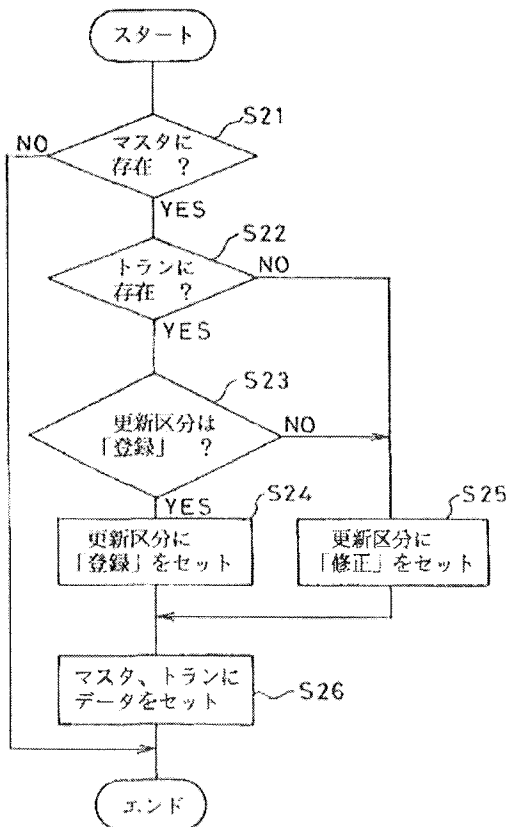 スタート
S21
NO
マスタに
存在 ?
YES
S22
トランに
存在 ?
NO
YES
S23
更新区分は
「登録」 ?
NO
YES
S24
更新区分に
「登録」をセット
S25
更新区分に
「修正」をセット
マスタ、トランに
データをセット
S26
エンド